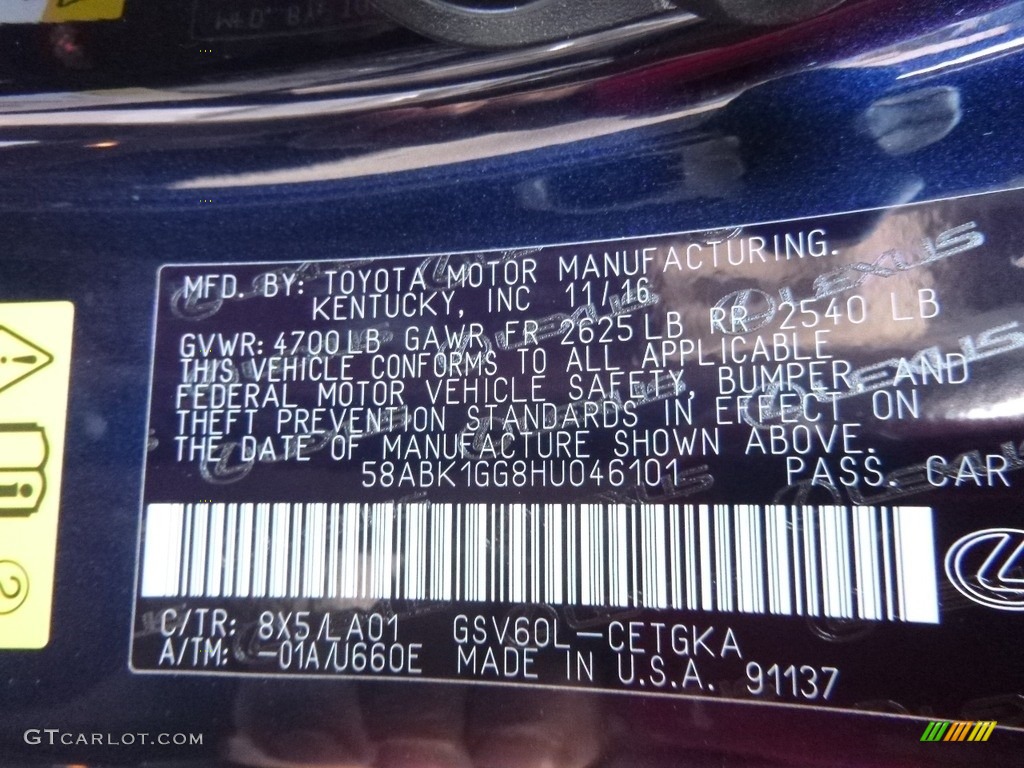 MFD. BY: TOYOTA MOTOR MANUFACTURING.
KENTUCKY, INC 11/16
GVWR: 4700 LB GAWR FR 2625 LB RR 2540 LB
THIS VEHICLE CONFORMS TO ALL APPLICABLE
FEDERAL MOTOR VEHICLE SAFETY, BUMPER, AND
THEFT PREVENTION STANDARDS IN EFFECT ON
THE DATE OF MANUFACTURE SHOWN ABOVE.
58ABK1GG8HU046101 PASS. CAR
C/TR: 8X5/LA01 GSV60L-CETGKA
A/TM: -01A/U660E MADE IN U.S.A. 91137
GTCARLOT.COM